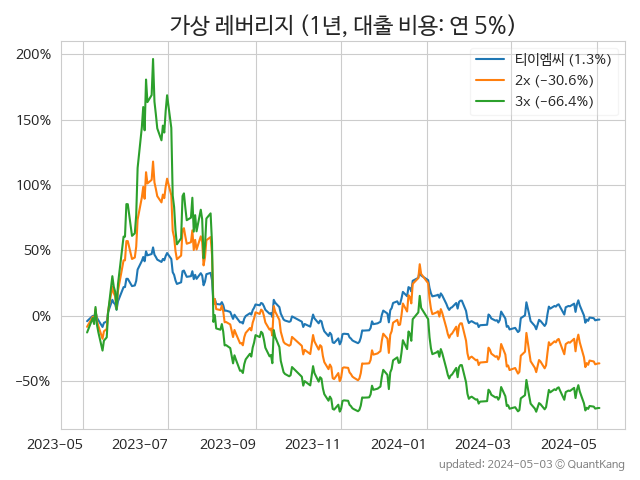 가상 레버리지 (1년, 대출 비용: 연 5%)
티이엠씨 (1.3%)
2x (−30.6%)
3x (−66.4%)
200%
150%
100%
50%
0%
−50%
2023-05 2023-07 2023-09 2023-11 2024-01 2024-03 2024-05
updated: 2024-05-03 © QuantKang